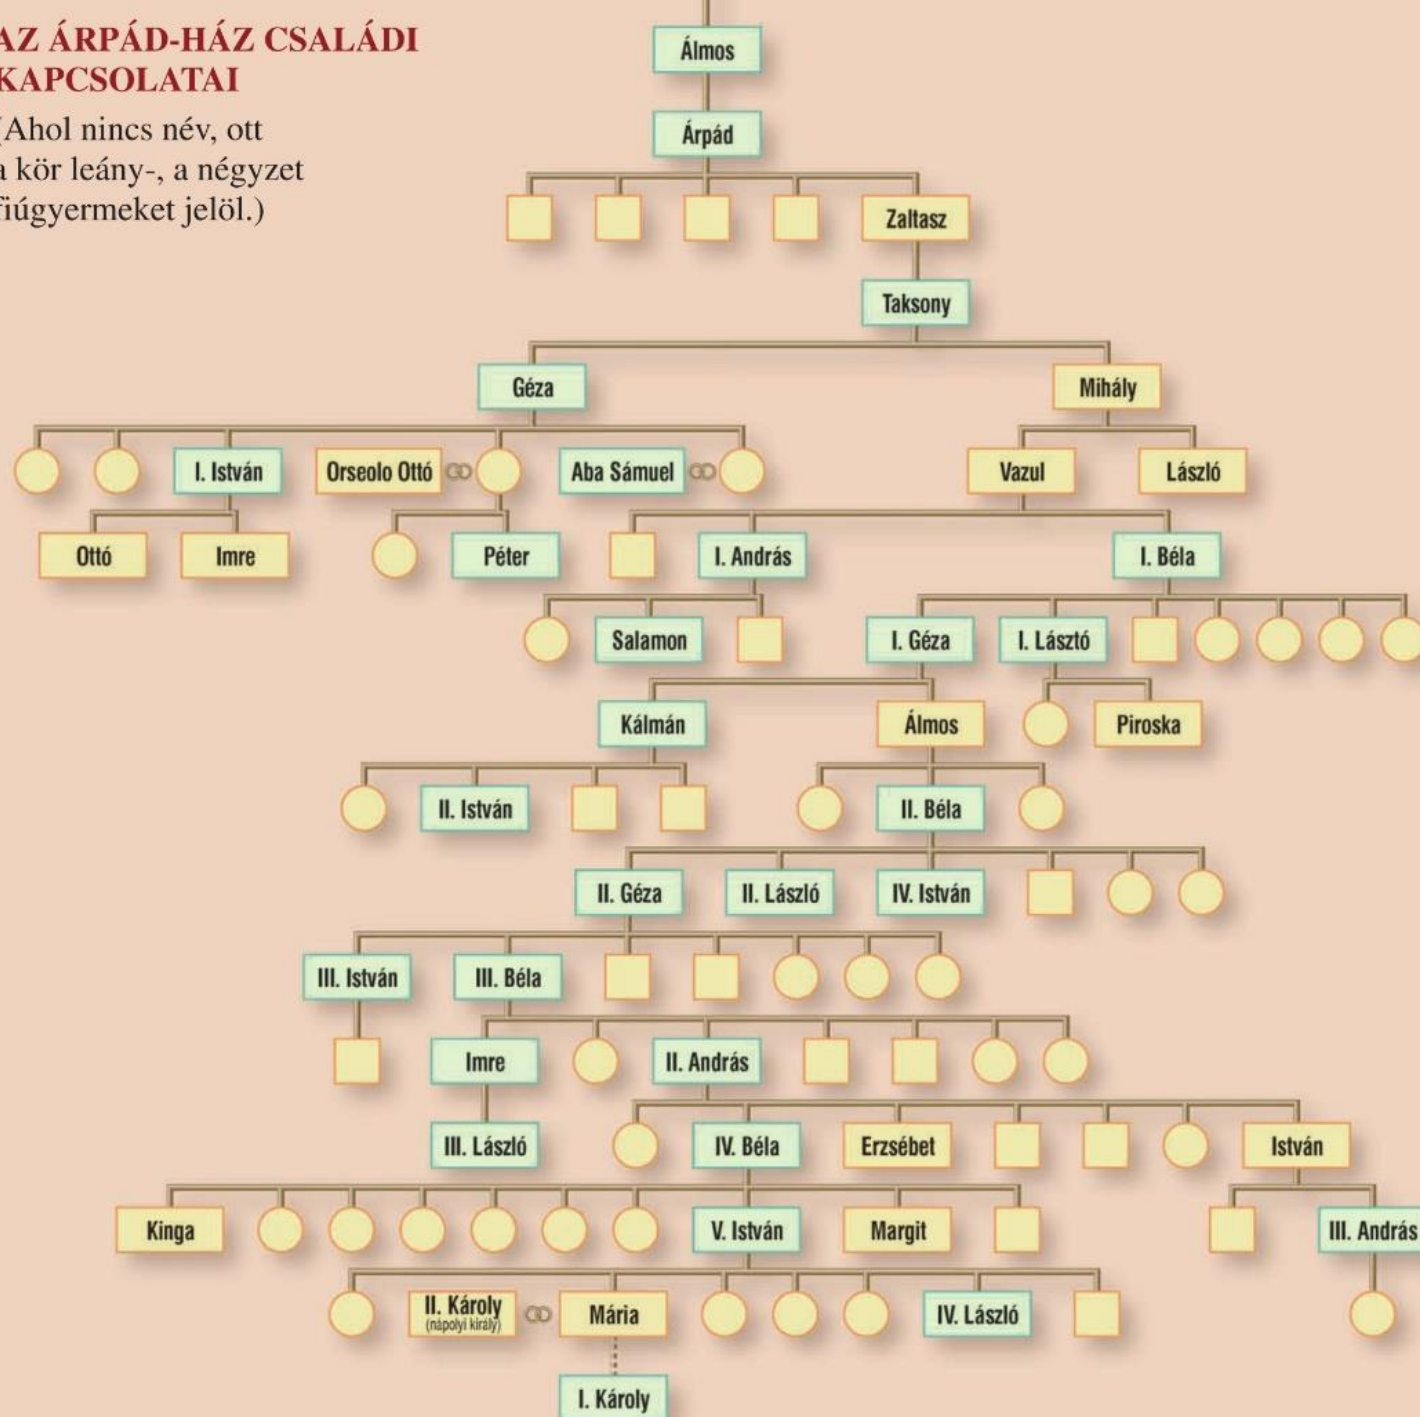 AZ ÁRPÁD-HÁZ CSALÁDI
KAPCSOLATAI
(Ahol nincs név, ott
a kör leány-, a négyzet
fiúgyermeket jelöl.)
Álmos
Árpád
Zaltasz
Taksony
Géza
Mihály
I. István
Orseolo Ottó
Aba Sámuel
Vazul
László
Ottó
Imre
Péter
I. András
I. Béla
Salamon
I. Géza
I. Lásztó
Kálmán
Álmos
Piroska
II. István
II. Béla
II. Géza
II. László
IV. István
III. István
III. Béla
Imre
II. András
III. László
IV. Béla
Erzsébet
István
Kinga
V. István
Margit
III. András
II. Károly
(nápolyi király)
Mária
IV. László
I. Károly